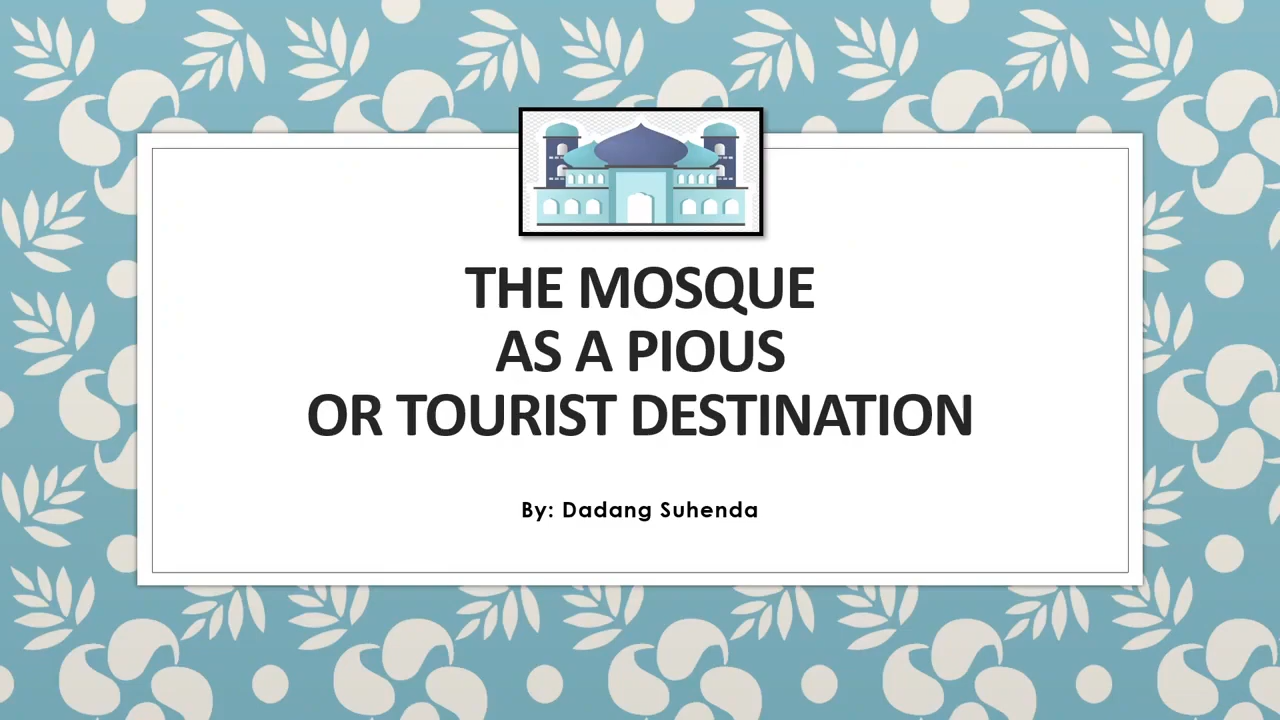 THE MOSQUE
AS A PIOUS
OR TOURIST DESTINATION
By: Dadang Suhenda